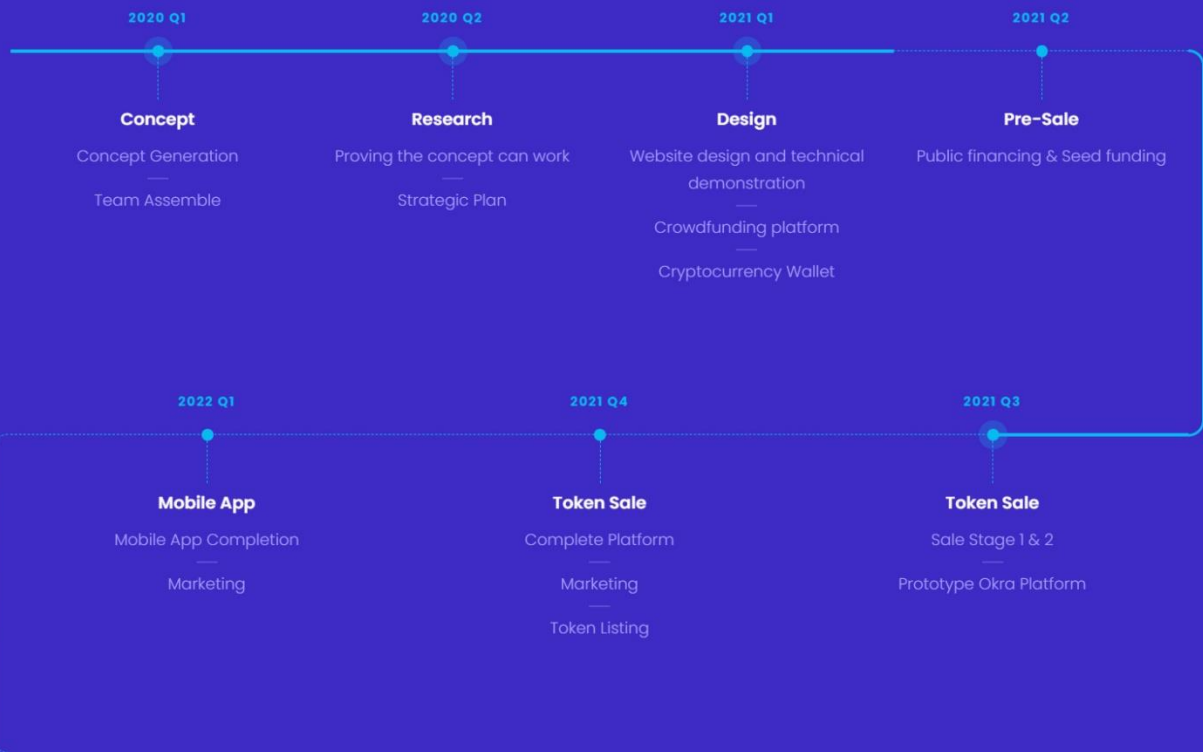 2020 Q1
Concept
Concept Generation
Team Assemble
2020 Q2
Research
Proving the concept can work
Strategic Plan
2021 Q1
Design
Website design and technical
demonstration
Crowdfunding platform
Cryptocurrency Wallet
2021 Q2
Pre-Sale
Public financing & Seed funding
2021 Q3
Token Sale
Sale Stage 1 & 2
Prototype Okra Platform
2021 Q4
Token Sale
Complete Platform
Marketing
Token Listing
2022 Q1
Mobile App
Mobile App Completion
Marketing